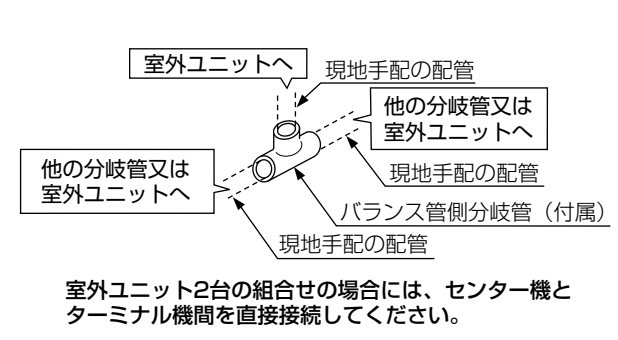 室外ユニットへ
現地手配の配管
他の分岐管又は
室外ユニットへ
他の分岐管又は
室外ユニットへ
現地手配の配管
バランス管側分岐管（付属）
現地手配の配管
室外ユニット2台の組合せの場合には、センター機と
ターミナル機間を直接接続してください。